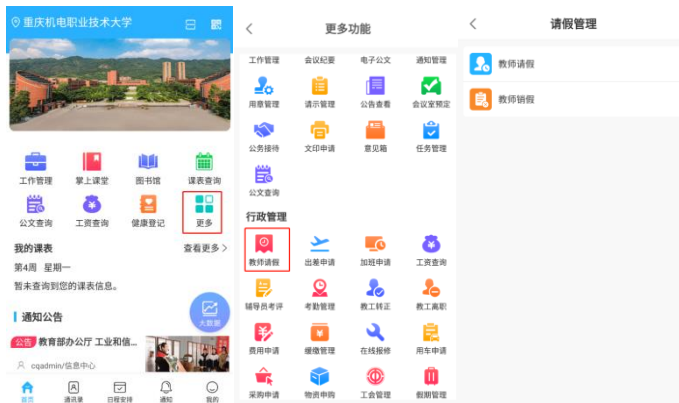 重庆机电职业技术大学
工作管理 掌上课堂 图书馆 课表查询
公文查询 工资查询 健康登记 更多
我的课表 查看更多
第4周 星期一
暂未查询到您的课表信息。
通知公告
大数据
公告 教育部办公厅 工业和信...
cqadmin/信息中心
首页 通讯录 日程安排 通知 我的
更多功能
工作管理 会议纪要 电子公文 通知管理
用章管理 请示管理 公告查看 会议室预定
公务接待 文印申请 意见箱 任务管理
公文查询
行政管理
教师请假 出差申请 加班申请 工资查询
辅导员考评 考勤管理 教工转正 教工离职
费用申请 缓缴管理 在线报修 用车申请
采购申请 物资申购 工会管理 假期管理
请假管理
教师请假
教师销假